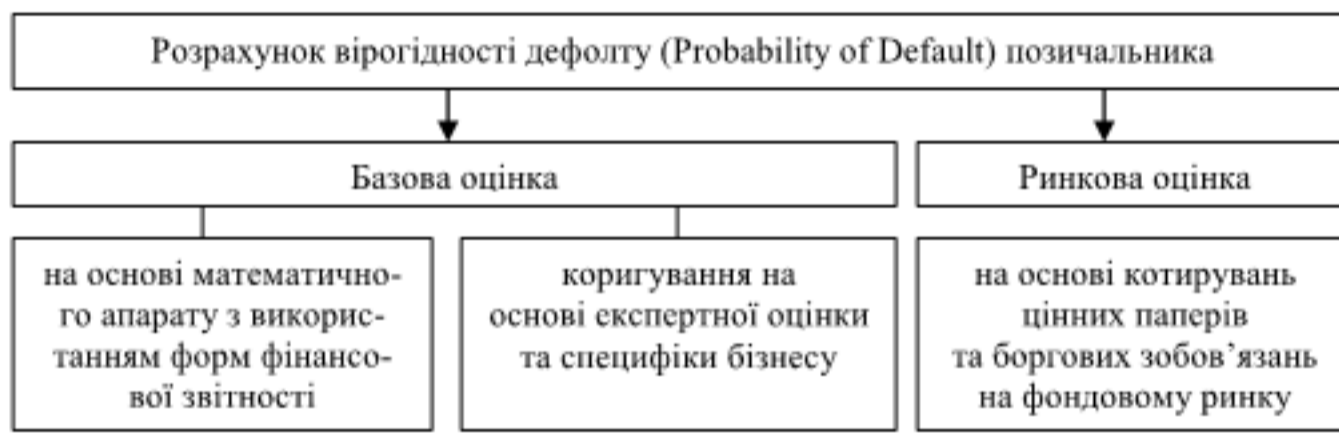 Розрахунок вірогідності дефолту (Probability of Default) позичальника
Базова оцінка
Ринкова оцінка
на основі математично-
го апарату з викорис-
танням форм фінансо-
вої звітності
коригування на
основі експертної оцінки
та специфіки бізнесу
на основі котирувань
цінних паперів
та боргових зобов’язань
на фондовому ринку